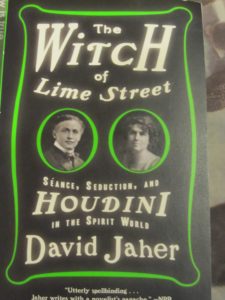 The
WITCH
of
Lime Street
SÉANCE, SEDUCTION, AND
HOUDINI
IN THE SPIRIT WORLD
David Jaher
"Utterly spellbinding . . .
Jaher writes with a novelist's panache."—NPR